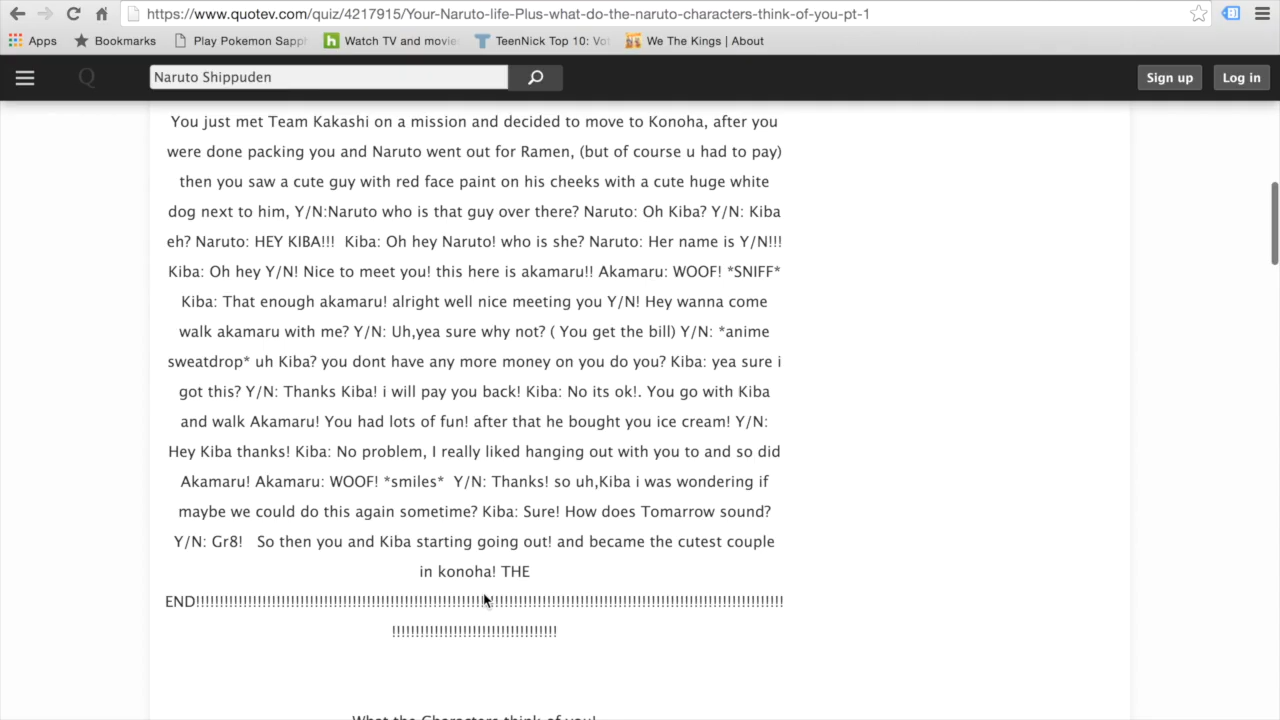 https://www.quotev.com/quiz/4217915/Your-Naruto-life-Plus-what-do-the-naruto-characters-think-of-you-pt-1
Apps Bookmarks Play Pokemon Sapp Watch TV and movie TeenNick Top 10: Vo We The Kings | About
Q Naruto Shippuden Sign up Log in
You just met Team Kakashi on a mission and decided to move to Konoha, after you
were done packing you and Naruto went out for Ramen, (but of course u had to pay)
then you saw a cute guy with red face paint on his cheeks with a cute huge white
dog next to him, Y/N:Naruto who is that guy over there? Naruto: Oh Kiba? Y/N: Kiba
eh? Naruto: HEY KIBA!!!  Kiba: Oh hey Naruto! who is she? Naruto: Her name is Y/N!!!
Kiba: Oh hey Y/N! Nice to meet you! this here is akamaru!! Akamaru: WOOF! *SNIFF*
Kiba: That enough akamaru! alright well nice meeting you Y/N! Hey wanna come
walk akamaru with me? Y/N: Uh,yea sure why not? ( You get the bill) Y/N: *anime
sweatdrop* uh Kiba? you dont have any more money on you do you? Kiba: yea sure i
got this? Y/N: Thanks Kiba! i will pay you back! Kiba: No its ok!. You go with Kiba
and walk Akamaru! You had lots of fun! after that he bought you ice cream! Y/N:
Hey Kiba thanks! Kiba: No problem, I really liked hanging out with you to and so did
Akamaru! Akamaru: WOOF! *smiles*  Y/N: Thanks! so uh,Kiba i was wondering if
maybe we could do this again sometime? Kiba: Sure! How does Tomarrow sound?
Y/N: Gr8!   So then you and Kiba starting going out! and became the cutest couple
in konoha! THE
END!!!!!!!!!!!!!!!!!!!!!!!!!!!!!!!!!!!!!!!!!!!!!!!!!!!!!!!!!!!!!!!!!!!!!!!!!!!!!!!!!!!!!!!!!!!!!!!!!!!!!!!!!!!!!!!!!!!!!!!!!!
!!!!!!!!!!!!!!!!!!!!!!!!!!!!!!!!!!
What the Characters think of you!